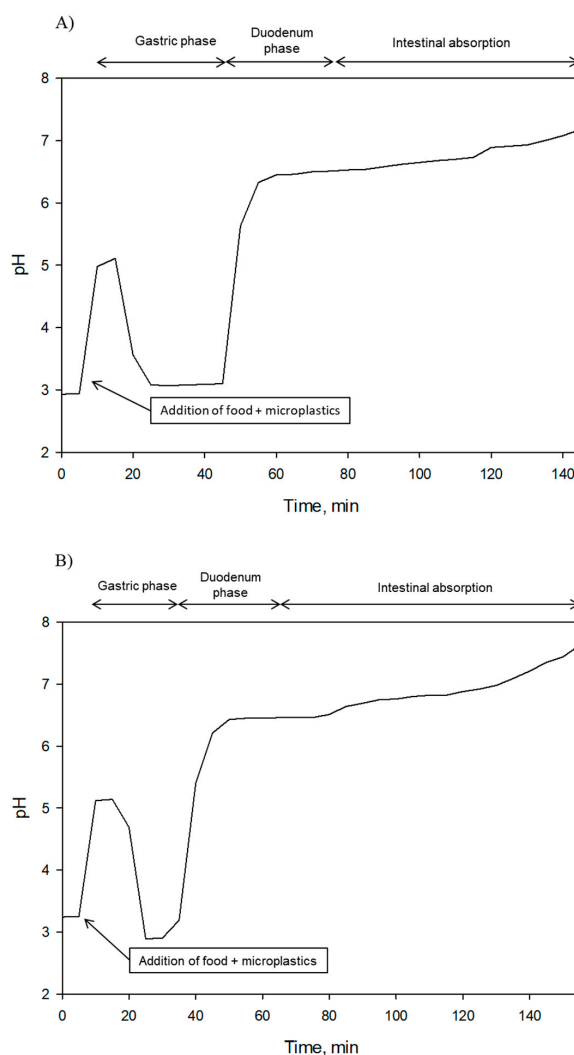 A)
Gastric phase
Duodenum
phase
Intestinal absorption
8
7
6
5
4
3
2
pH
Addition of food + microplastics
0 20 40 60 80 100 120 140
Time, min
B)
Gastric phase
Duodenum
phase
Intestinal absorption
8
7
6
5
4
3
2
pH
Addition of food + microplastics
0 20 40 60 80 100 120 140
Time, min